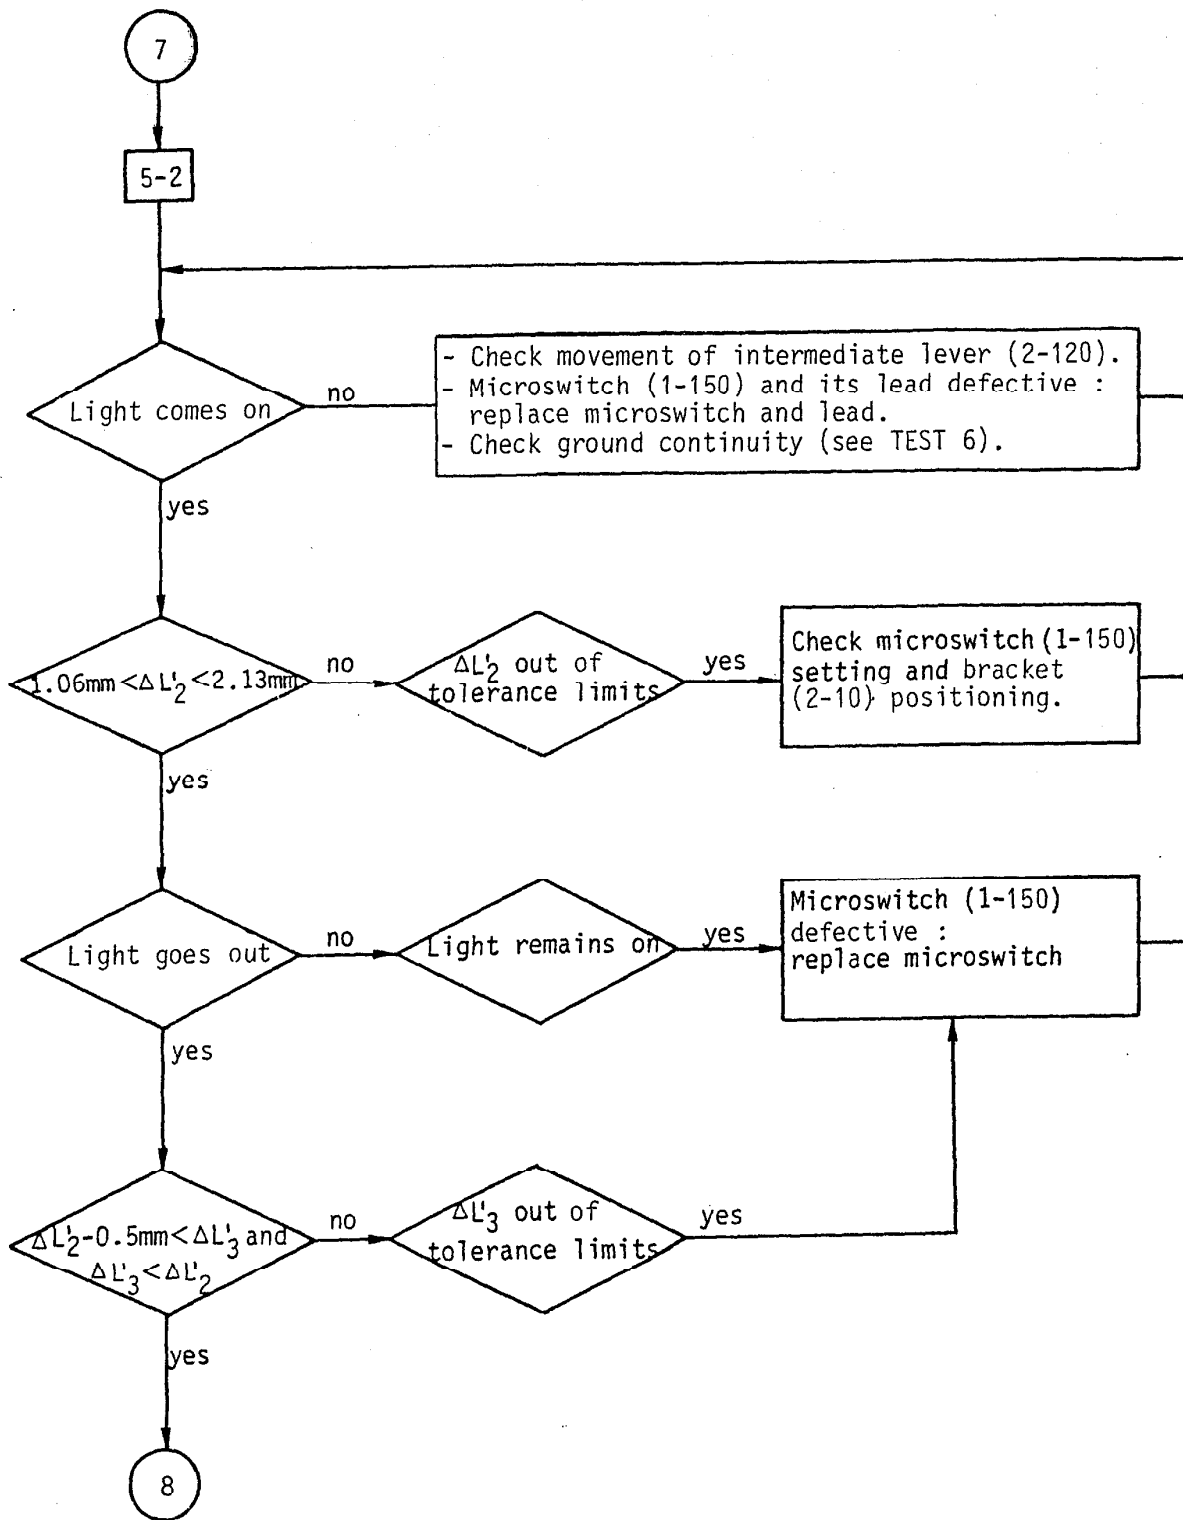 7
5-2
Light comes on
no
- Check movement of intermediate lever (2-120).
- Microswitch (1-150) and its lead defective :
replace microswitch and lead.
- Check ground continuity (see TEST 6).
yes
1.06mm<ΔL'2<2.13mm
no
ΔL'2 out of
tolerance limits
yes
Check microswitch (1-150)
setting and bracket
(2-10) positioning.
yes
Light goes out
no
Light remains on
yes
Microswitch (1-150)
defective :
replace microswitch
yes
ΔL'2-0.5mm<ΔL'3 and
ΔL'3<ΔL'2
no
ΔL'3 out of
tolerance limits
yes
yes
8